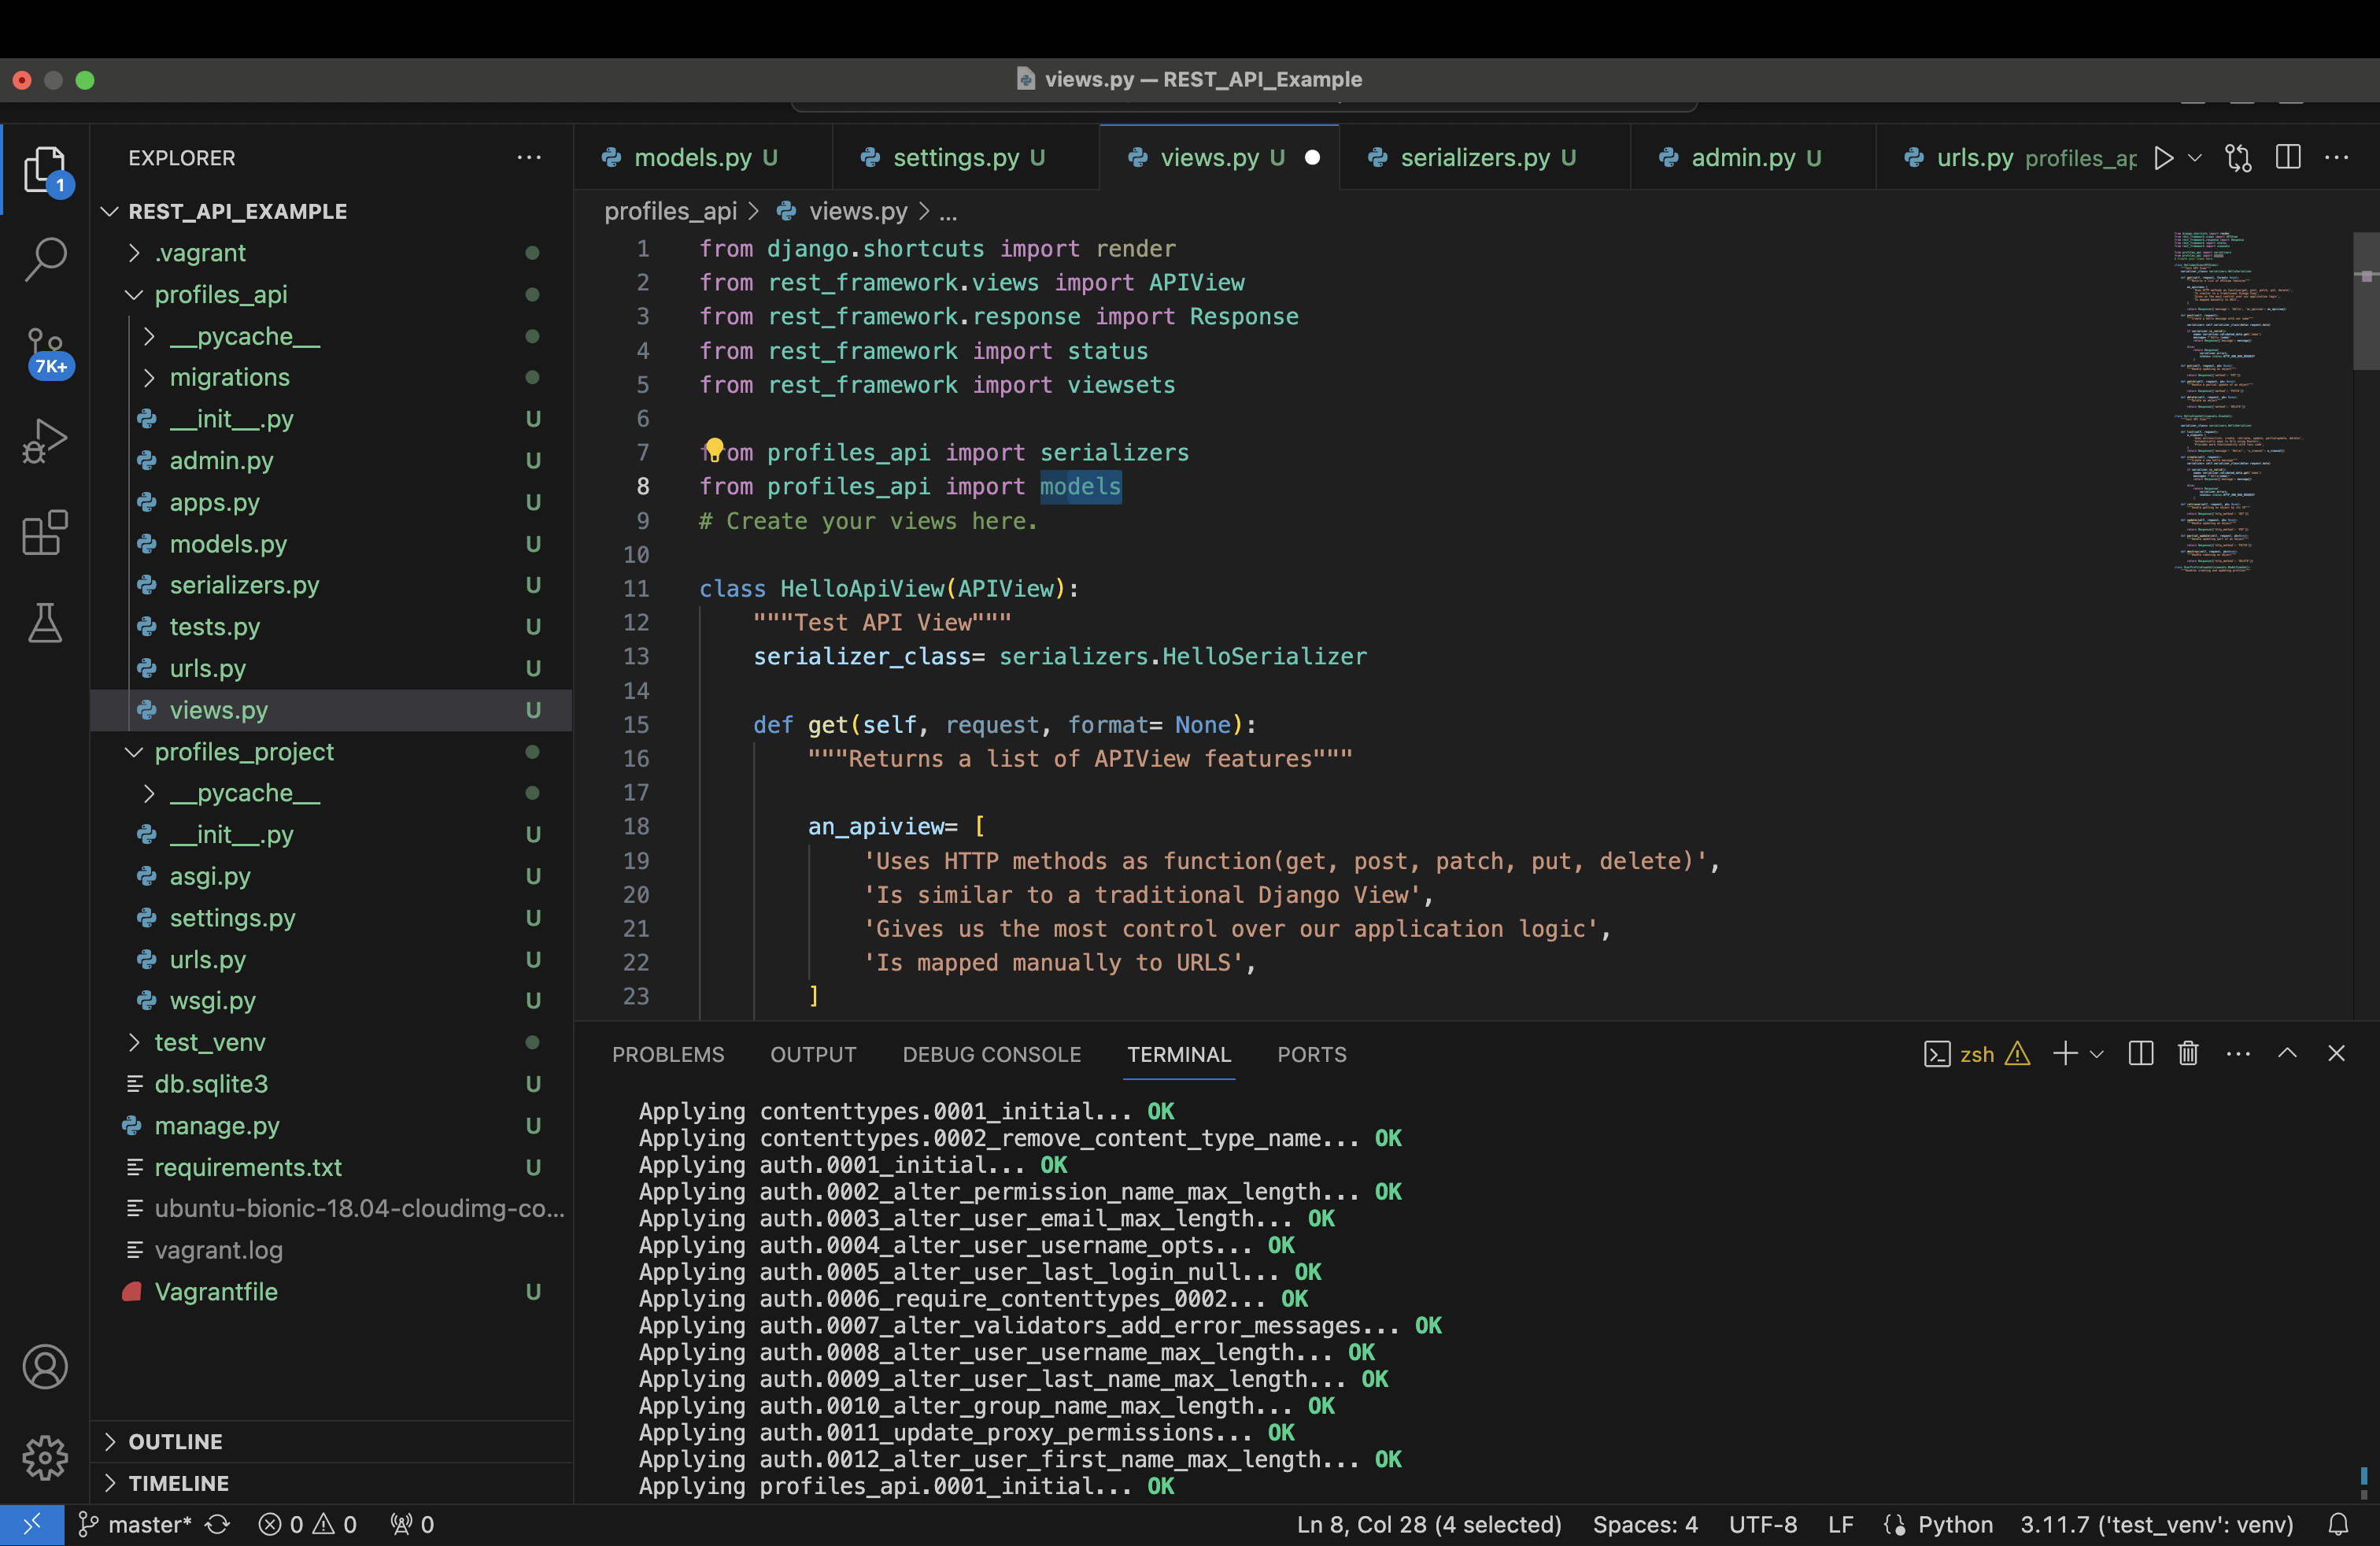 views.py — REST_API_Example
EXPLORER
models.py U
settings.py U
views.py U
serializers.py U
admin.py U
urls.py profiles_ap
1
7K+
REST_API_EXAMPLE
.vagrant
profiles_api
__pycache__
migrations
__init__.py U
admin.py U
apps.py U
models.py U
serializers.py U
tests.py U
urls.py U
views.py U
profiles_project
__pycache__
__init__.py U
asgi.py U
settings.py U
urls.py U
wsgi.py U
test_venv
db.sqlite3 U
manage.py U
requirements.txt U
ubuntu-bionic-18.04-cloudimg-co...
vagrant.log
Vagrantfile U
OUTLINE
TIMELINE
profiles_api > views.py > ...
1 from django.shortcuts import render
2 from rest_framework.views import APIView
3 from rest_framework.response import Response
4 from rest_framework import status
5 from rest_framework import viewsets
6
7 from profiles_api import serializers
8 from profiles_api import models
9 # Create your views here.
10
11 class HelloApiView(APIView):
12 """Test API View"""
13 serializer_class= serializers.HelloSerializer
14
15 def get(self, request, format= None):
16 """Returns a list of APIView features"""
17
18 an_apiview= [
19 'Uses HTTP methods as function(get, post, patch, put, delete)',
20 'Is similar to a traditional Django View',
21 'Gives us the most control over our application logic',
22 'Is mapped manually to URLS',
23 ]
PROBLEMS OUTPUT DEBUG CONSOLE TERMINAL PORTS
zsh
Applying contenttypes.0001_initial... OK
Applying contenttypes.0002_remove_content_type_name... OK
Applying auth.0001_initial... OK
Applying auth.0002_alter_permission_name_max_length... OK
Applying auth.0003_alter_user_email_max_length... OK
Applying auth.0004_alter_user_username_opts... OK
Applying auth.0005_alter_user_last_login_null... OK
Applying auth.0006_require_contenttypes_0002... OK
Applying auth.0007_alter_validators_add_error_messages... OK
Applying auth.0008_alter_user_username_max_length... OK
Applying auth.0009_alter_user_last_name_max_length... OK
Applying auth.0010_alter_group_name_max_length... OK
Applying auth.0011_update_proxy_permissions... OK
Applying auth.0012_alter_user_first_name_max_length... OK
Applying profiles_api.0001_initial... OK
master* 0 0 0 Ln 8, Col 28 (4 selected) Spaces: 4 UTF-8 LF Python 3.11.7 ('test_venv': venv)